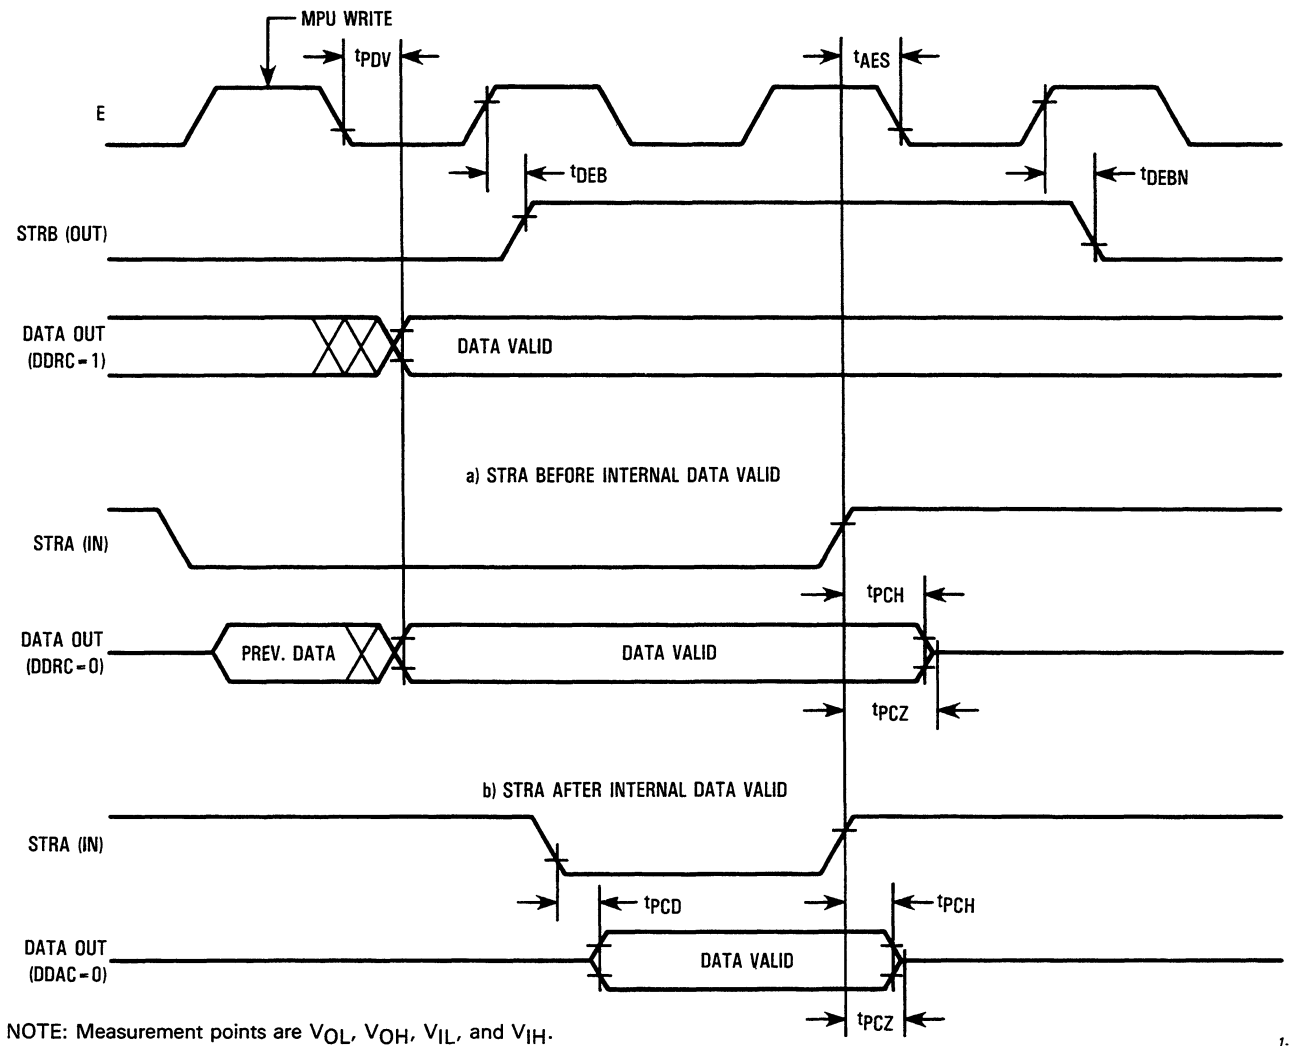 MPU WRITE
tPDV
tAES
E
tDEB
tDEBN
STRB (OUT)
DATA OUT
(DDRC=1)
DATA VALID
a) STRA BEFORE INTERNAL DATA VALID
STRA (IN)
tPCH
DATA OUT
(DDRC=0)
PREV. DATA
DATA VALID
tPCZ
b) STRA AFTER INTERNAL DATA VALID
STRA (IN)
tPCD
tPCH
DATA OUT
(DDAC=0)
DATA VALID
tPCZ
NOTE: Measurement points are VOL, VOH, VIL, and VIH.
1-